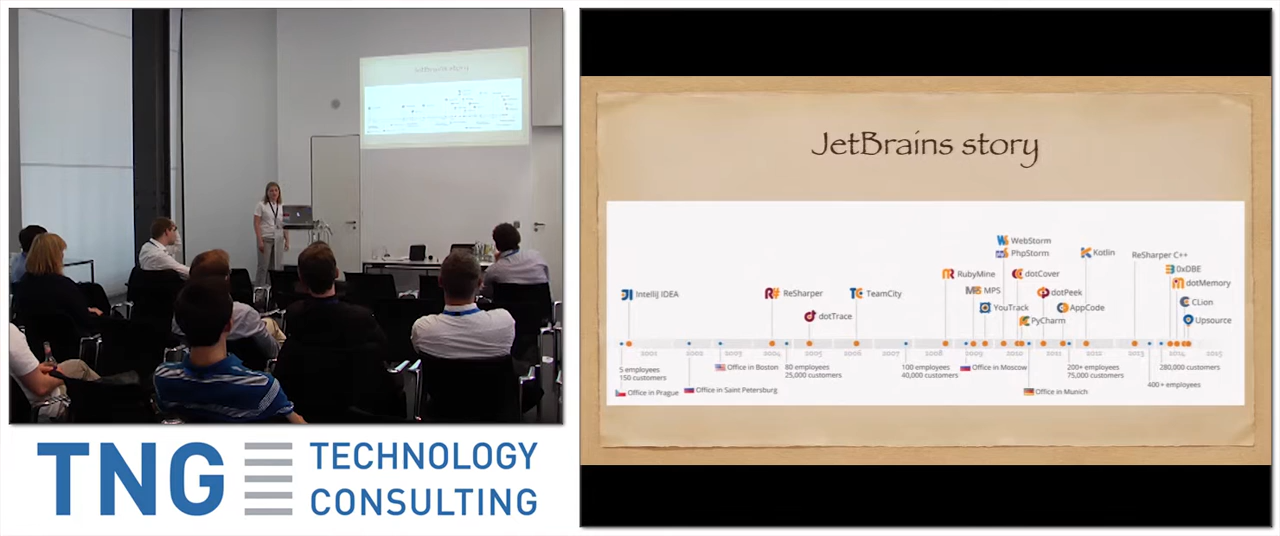 JetBrains story
TNG
TECHNOLOGY
CONSULTING
JetBrains story
WebStorm
PhpStorm
Kotlin
ReSharper C++
0xDBE
RubyMine
dotCover
dotMemory
IntelliJ IDEA
ReSharper
TeamCity
MPS
dotPeek
CLion
dotTrace
YouTrack
AppCode
PyCharm
Upsource
2001 2002 2003 2004 2005 2006 2007 2008 2009 2010 2011 2012 2013 2014 2015
5 employees
150 customers
Office in Prague
Office in Saint Petersburg
Office in Boston
80 employees
25,000 customers
100 employees
40,000 customers
Office in Moscow
Office in Munich
200+ employees
75,000 customers
400+ employees
280,000 customers